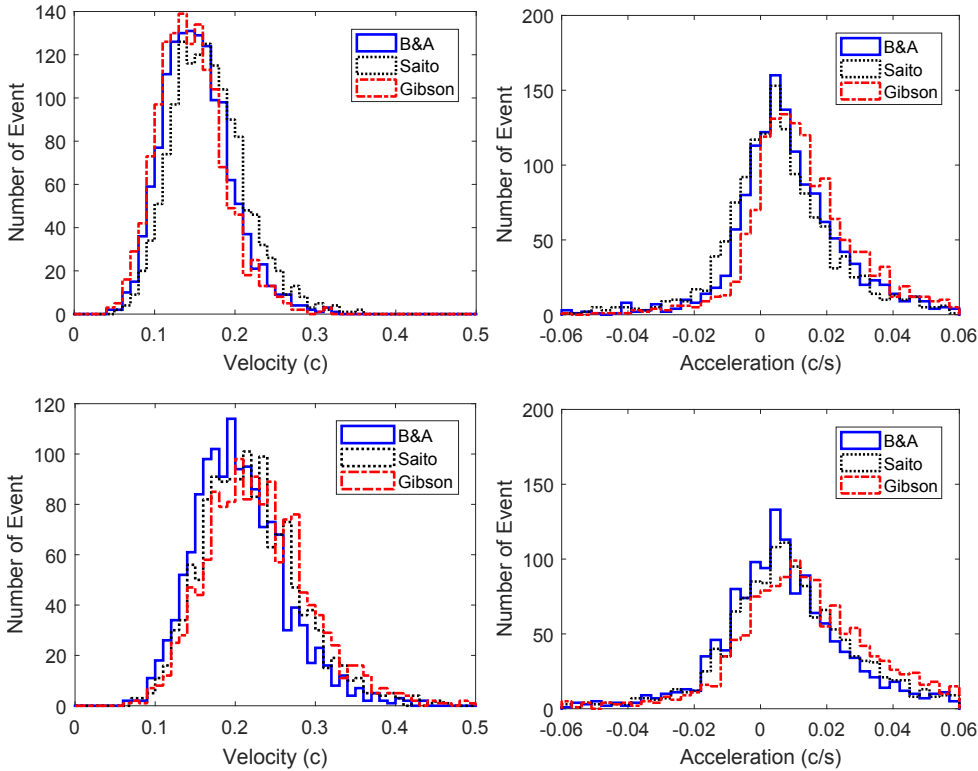 Number of Event
140
120
100
80
60
40
20
0
B&A
Saito
Gibson
0 0.1 0.2 0.3 0.4 0.5
Velocity (c)
Number of Event
200
150
100
50
0
B&A
Saito
Gibson
-0.06 -0.04 -0.02 0 0.02 0.04 0.06
Acceleration (c/s)
Number of Event
120
100
80
60
40
20
0
B&A
Saito
Gibson
0 0.1 0.2 0.3 0.4 0.5
Velocity (c)
Number of Event
200
150
100
50
0
B&A
Saito
Gibson
-0.06 -0.04 -0.02 0 0.02 0.04 0.06
Acceleration (c/s)